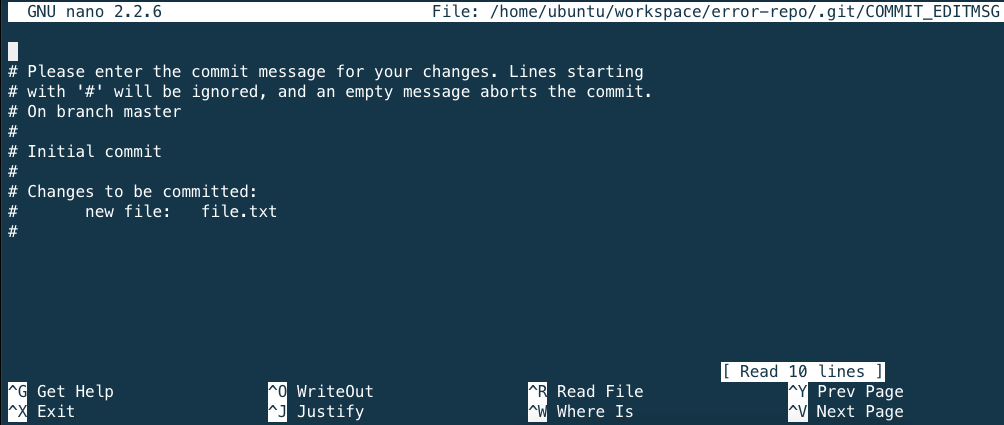 GNU nano 2.2.6 File: /home/ubuntu/workspace/error-repo/.git/COMMIT_EDITMSG
# Please enter the commit message for your changes. Lines starting
# with '#' will be ignored, and an empty message aborts the commit.
# On branch master
#
# Initial commit
#
# Changes to be committed:
#       new file:   file.txt
#
[ Read 10 lines ]
^G Get Help ^O WriteOut ^R Read File ^Y Prev Page
^X Exit ^J Justify ^W Where Is ^V Next Page